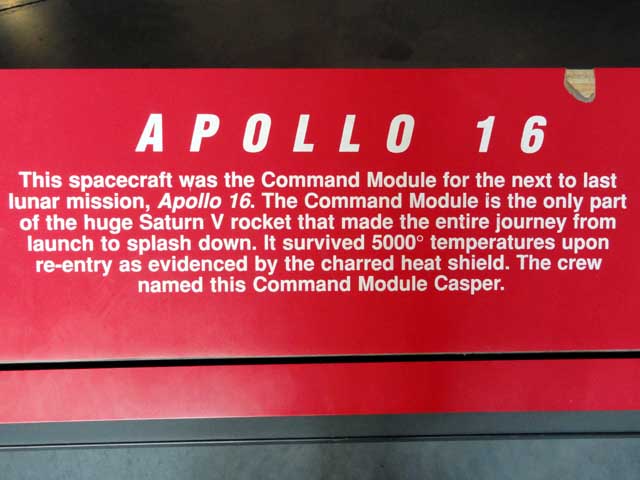 APOLLO 16
This spacecraft was the Command Module for the next to last
lunar mission, Apollo 16. The Command Module is the only part
of the huge Saturn V rocket that made the entire journey from
launch to splash down. It survived 5000° temperatures upon
re-entry as evidenced by the charred heat shield. The crew
named this Command Module Casper.